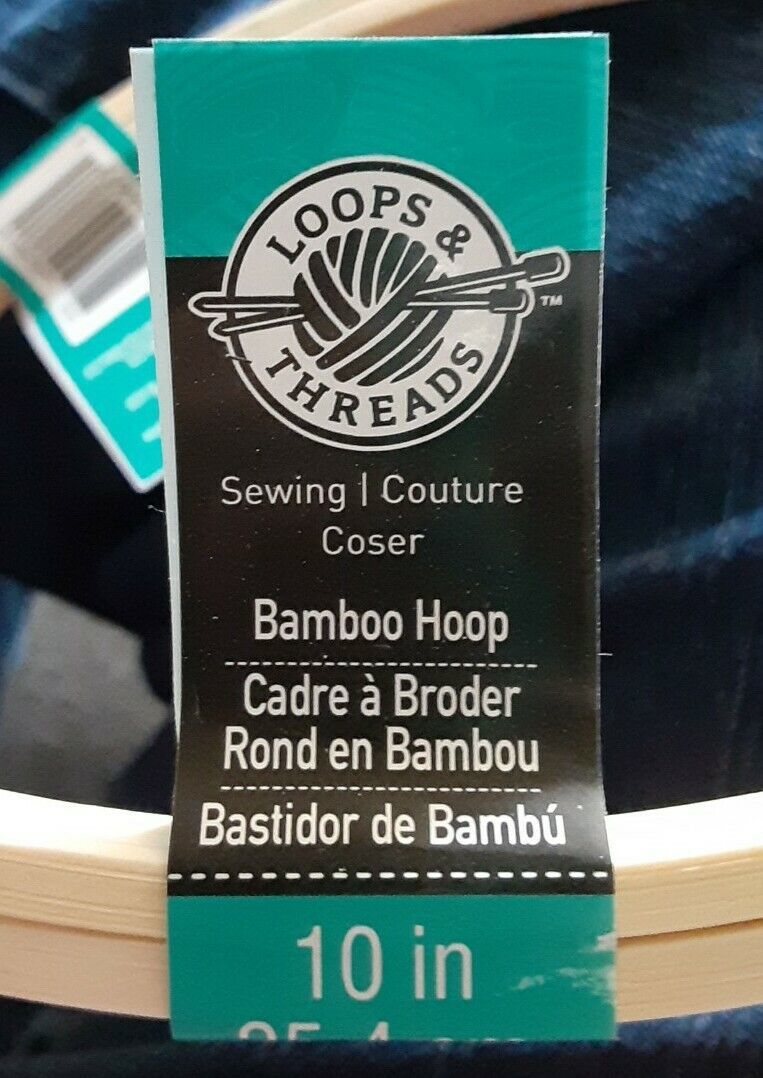 LOOPS &
THREADS
™
Sewing | Couture
Coser
Bamboo Hoop
Cadre à Broder
Rond en Bambou
Bastidor de Bambú
10 in